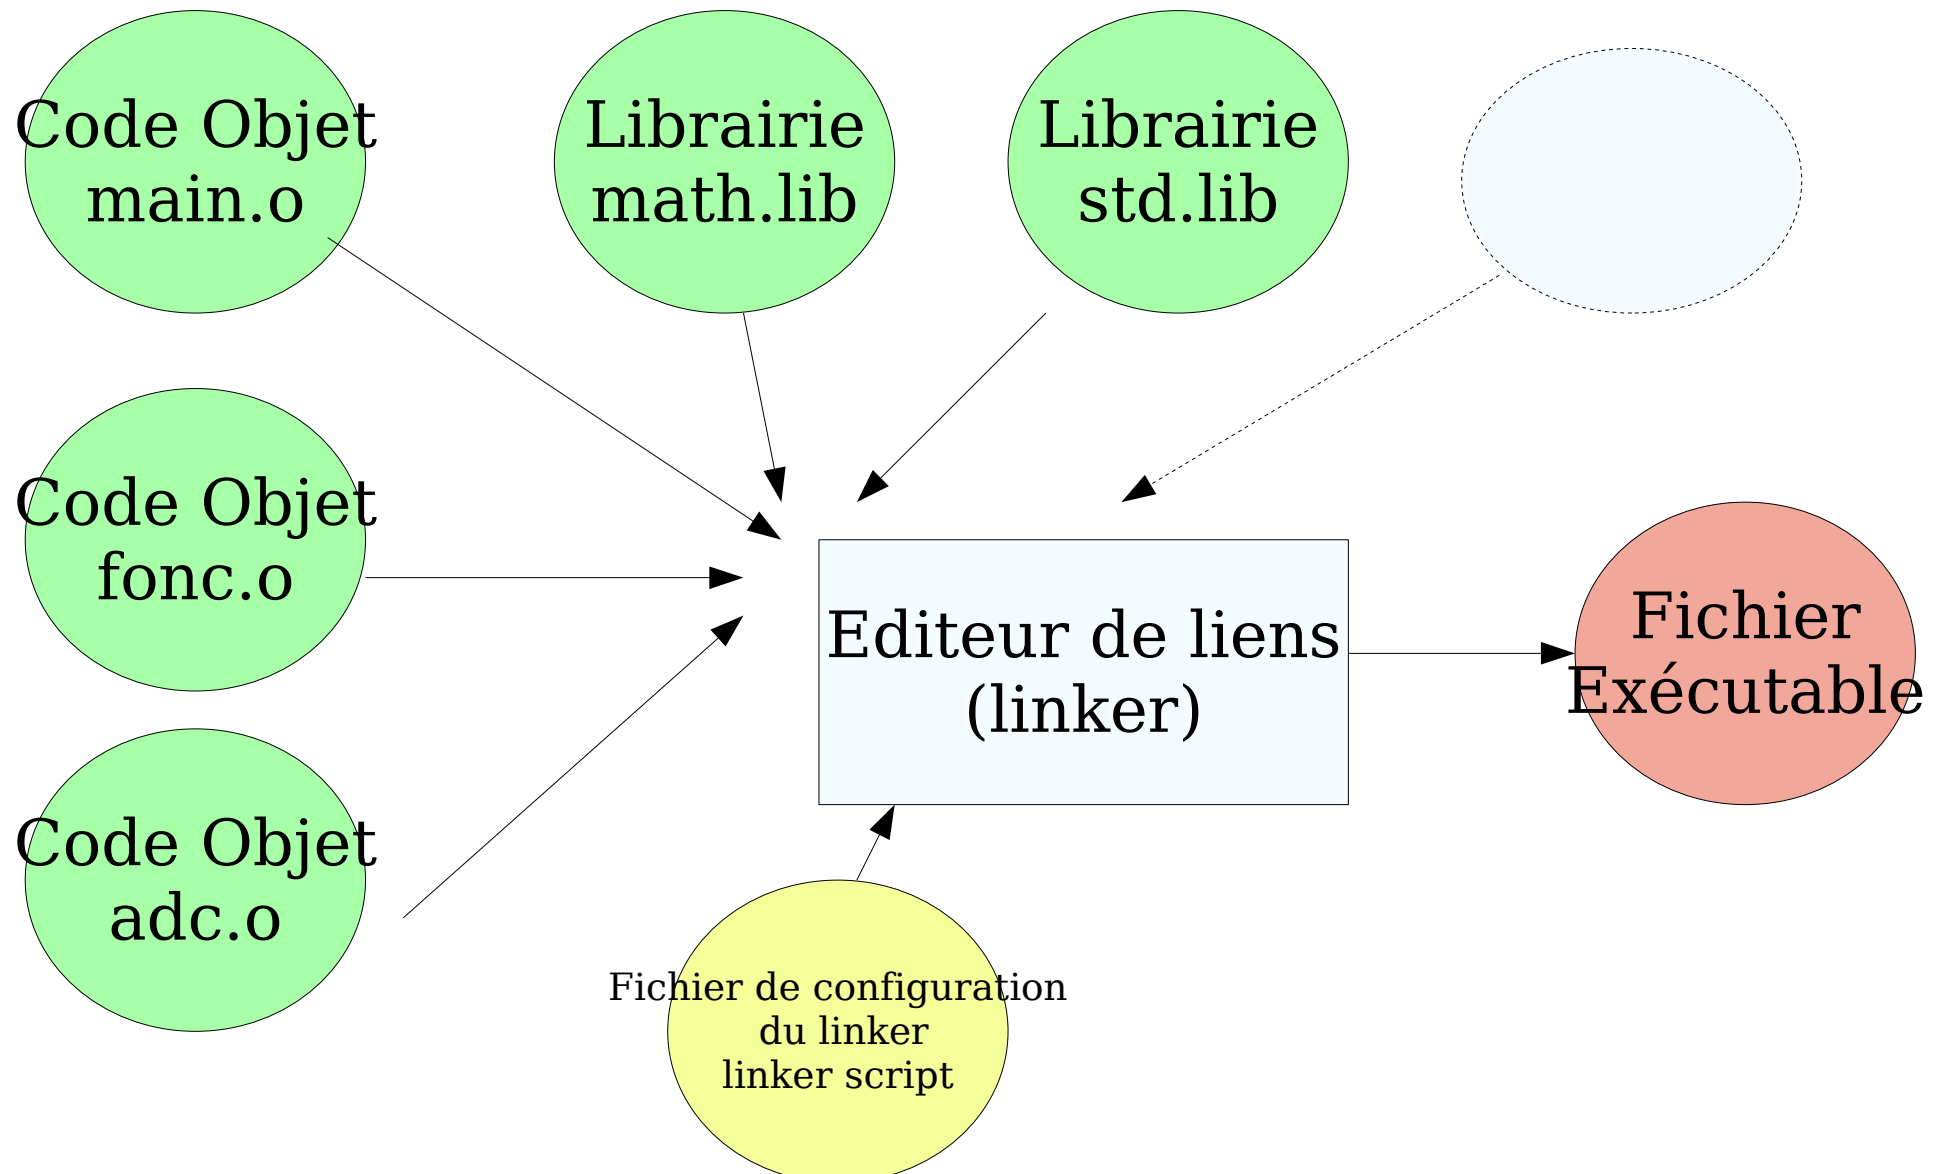 Code Objet
main.o
Librairie
math.lib
Librairie
std.lib
Code Objet
fonc.o
Editeur de liens
(linker)
Fichier
Exécutable
Code Objet
adc.o
Fichier de configuration
du linker
linker script